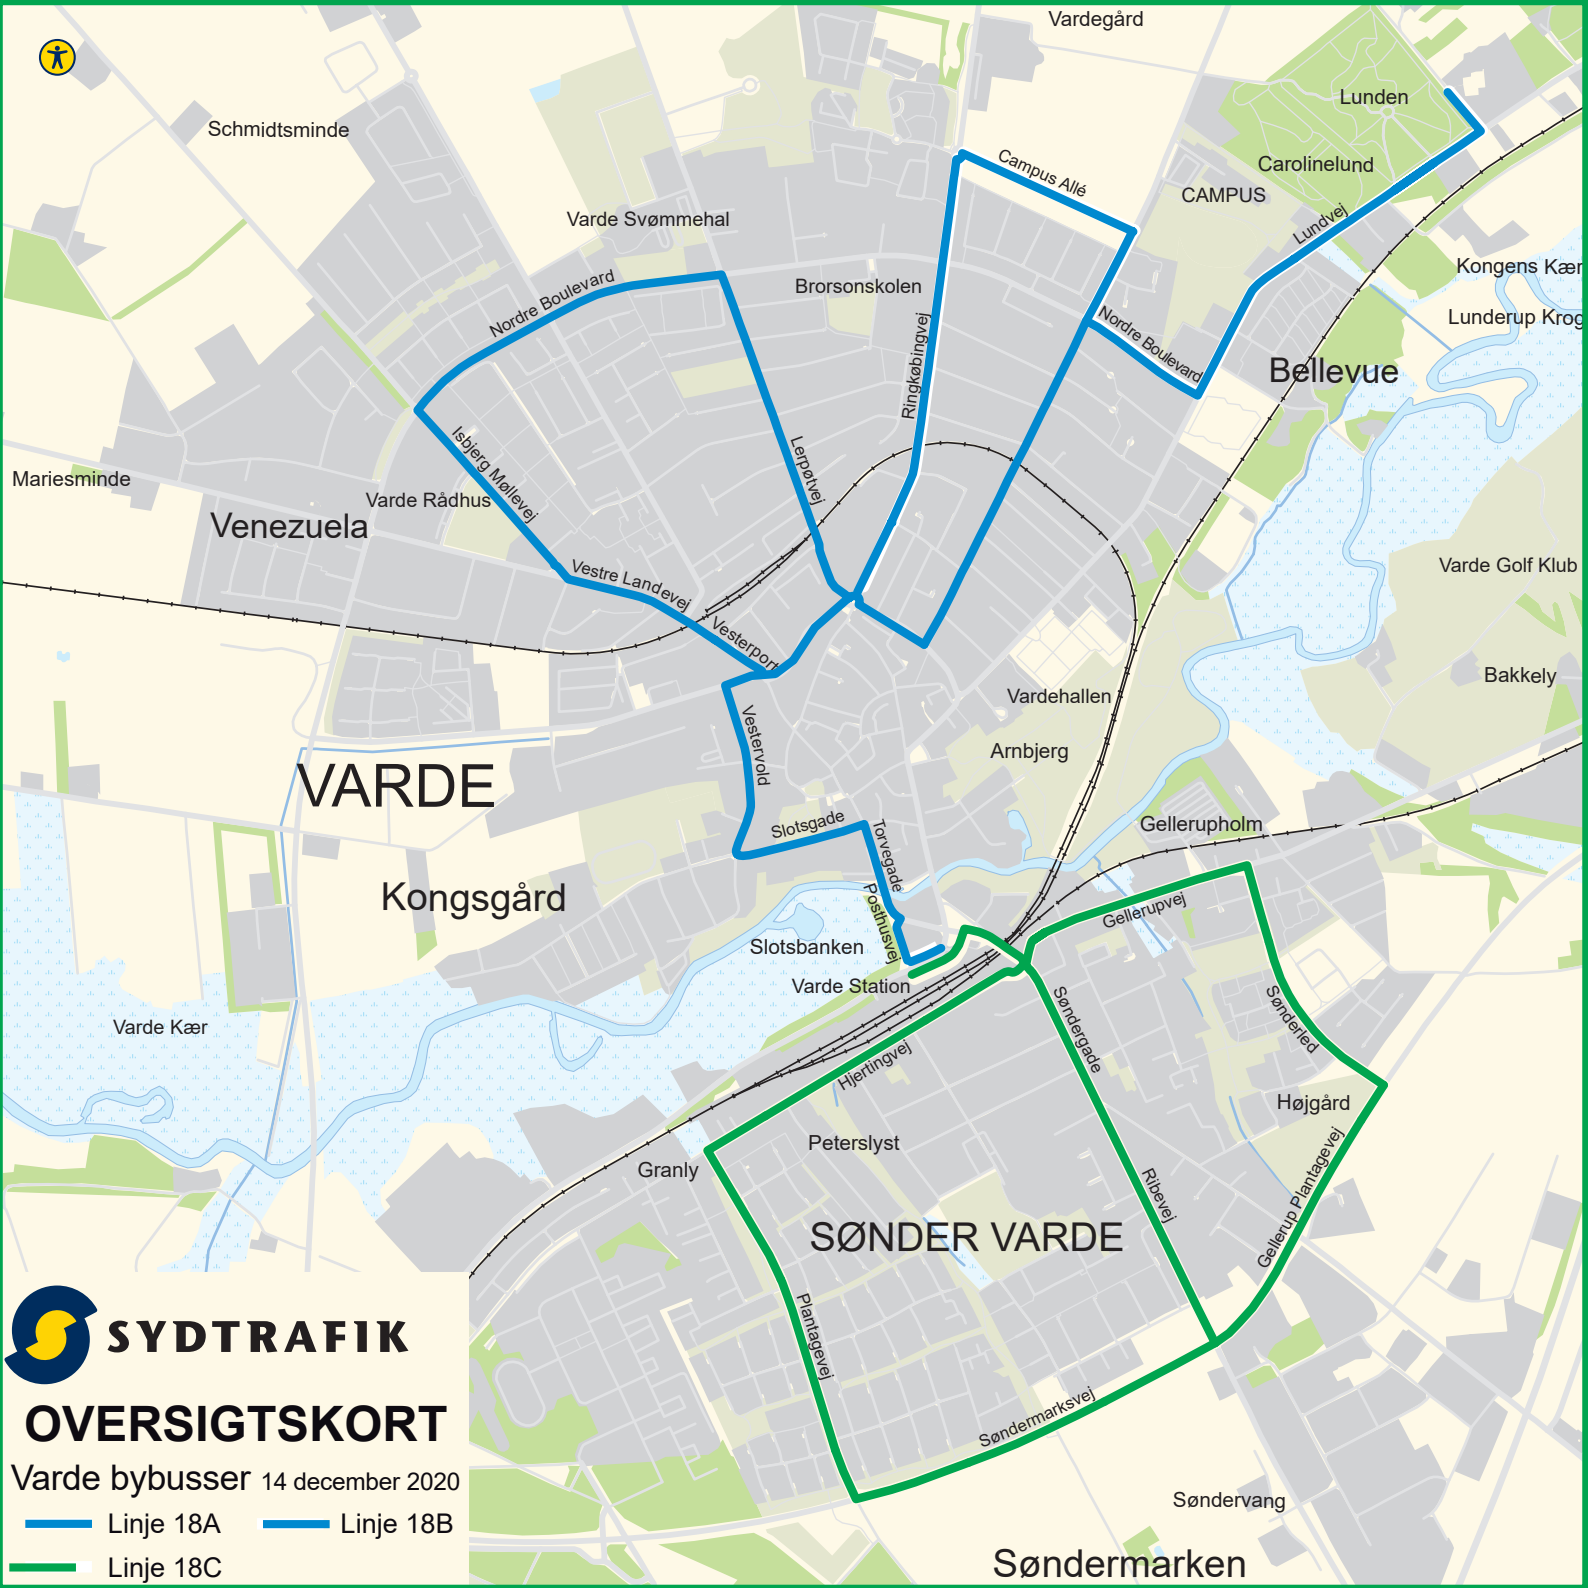 Vardegård
Lunden
Schmidtsminde
Campus Allé
Carolinelund
CAMPUS
Varde Svømmehal
Lundvej
Kongens Kær
Nordre Boulevard
Brorsonskolen
Lunderup Krog
Nordre Boulevard
Ringkøbingvej
Bellevue
Isbjerg Møllevej
Lerpøtvej
Mariesminde
Varde Rådhus
Venezuela
Varde Golf Klub
Vestre Landevej
Vesterport
Bakkely
Vardehallen
Vestervold
Arnbjerg
VARDE
Slotsgade
Torvegade
Gellerupholm
Kongsgård
Posthusvej
Gellerupvej
Slotsbanken
Varde Station
Søndergade
Sønderled
Varde Kær
Hjertingvej
Højgård
Peterslyst
Granly
Ribevej
Gellerup Plantagevej
SØNDER VARDE
Plantagevej
Søndermarksvej
Søndervang
Søndermarken
SYDTRAFIK
OVERSIGTSKORT
Varde bybusser 14 december 2020
Linje 18A Linje 18B
Linje 18C